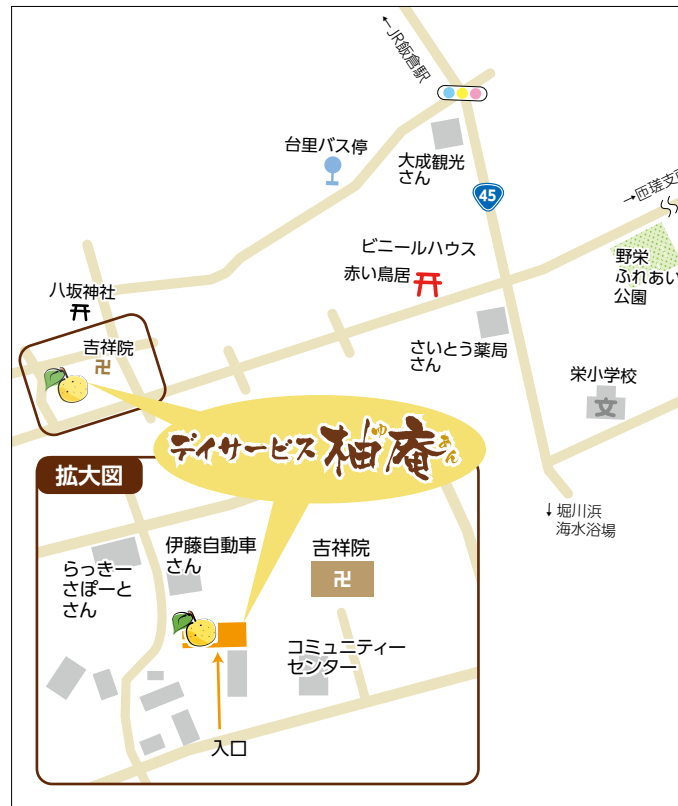 ←JR飯倉駅
台里バス停
大成観光
さん
45
→匝瑳支所
ビニールハウス
赤い鳥居
野栄
ふれあい
公園
八坂神社
吉祥院
卍
さいとう薬局
さん
栄小学校
文
デイサービス 柚庵
ゆ
あん
↓堀川浜
海水浴場
拡大図
伊藤自動車
さん
吉祥院
卍
らっきー
さぽーと
さん
コミュニティー
センター
入口